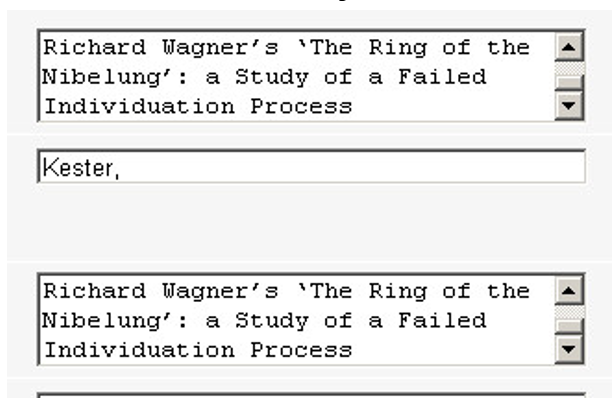 Richard Wagner’s ‘The Ring of the
Nibelung’: a Study of a Failed
Individuation Process
Kester,
Richard Wagner’s ‘The Ring of the
Nibelung’: a Study of a Failed
Individuation Process